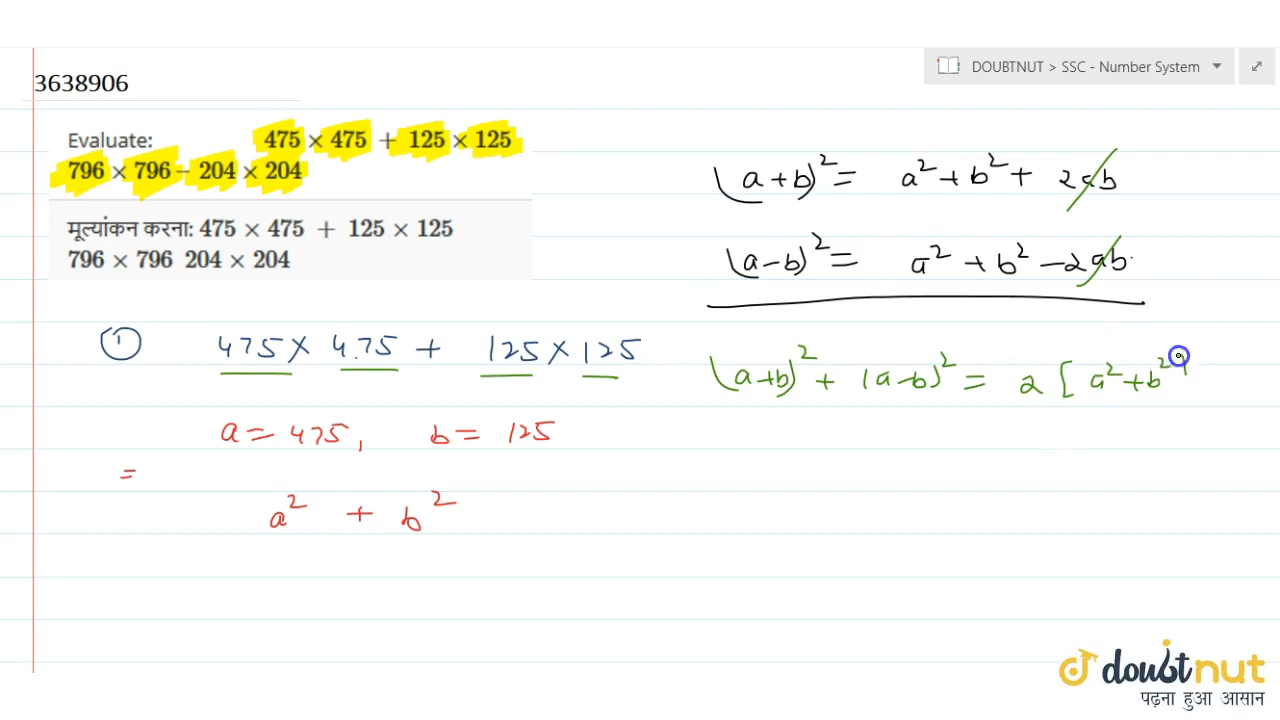 3638906
DOUBTNUT > SSC - Number System
Evaluate: 475 × 475 + 125 × 125
796 × 796 − 204 × 204
मूल्यांकन करना: 475 × 475 + 125 × 125
796 × 796 204 × 204
(a+b)² = a² + b² + 2ab
(a-b)² = a² + b² - 2ab.
① 475 × 475 + 125 × 125
(a+b)² + (a-b)² = 2 [a² + b²]
a = 475, b = 125
=
a² + b²
doubtnut
पढ़ना हुआ आसान